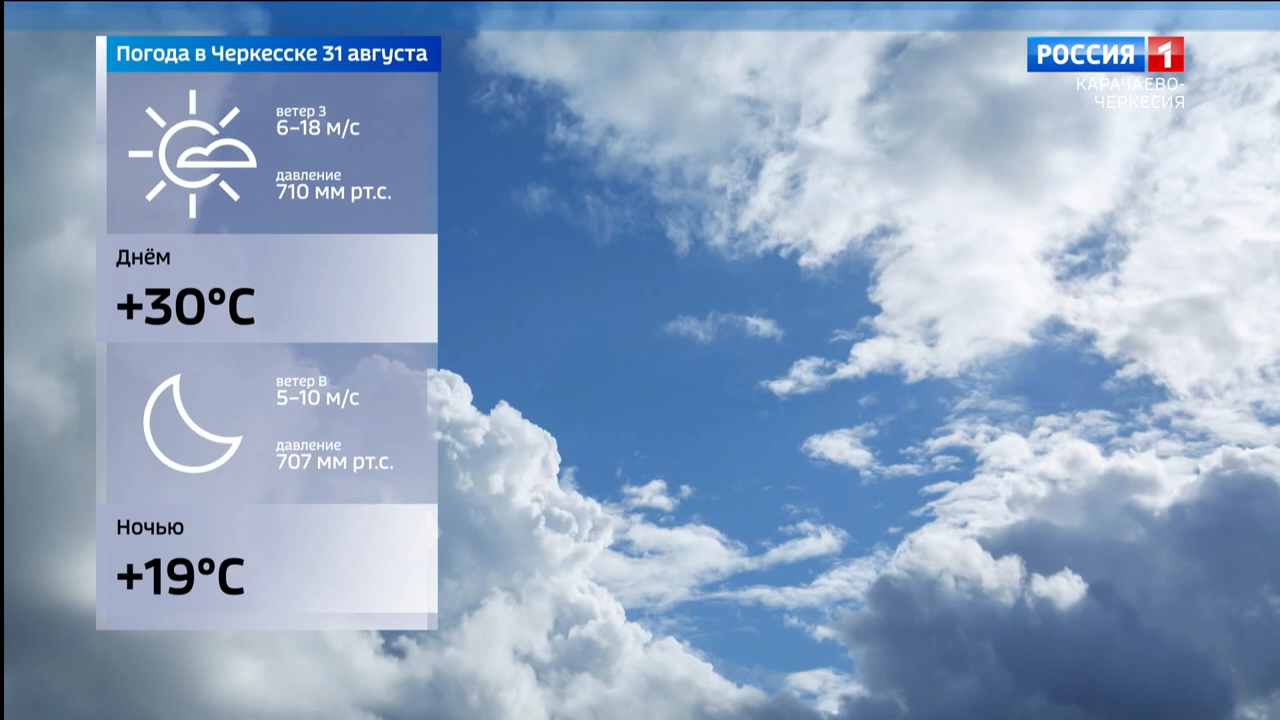 Погода в Черкесске 31 августа
РОССИЯ 1
КАРАЧАЕВО-
ЧЕРКЕСИЯ
ветер З
6–18 м/с
давление
710 мм рт.с.
Днём
+30°C
ветер В
5–10 м/с
давление
707 мм рт.с.
Ночью
+19°C